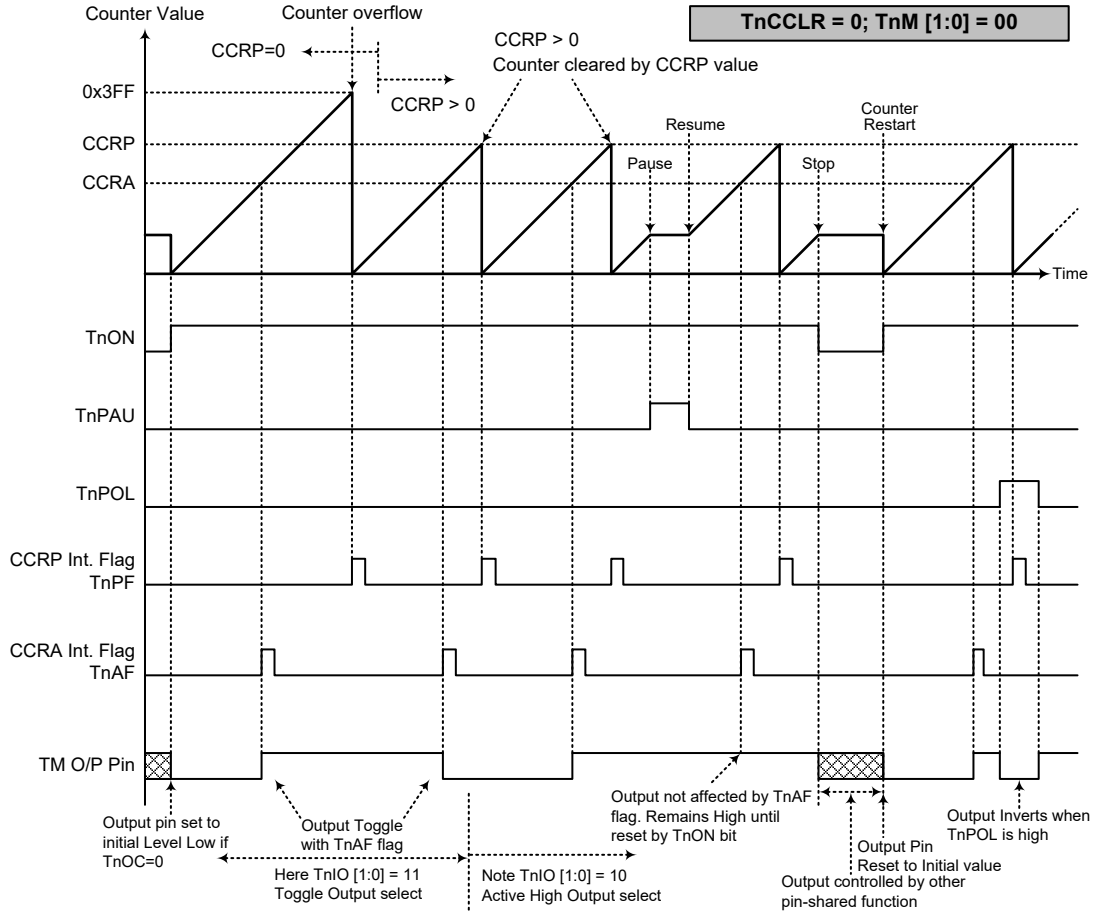 Counter Value
Counter overflow
TnCCLR = 0; TnM [1:0] = 00
CCRP=0
CCRP > 0
CCRP > 0
Counter cleared by CCRP value
0x3FF
CCRP
CCRA
Pause
Resume
Stop
Counter
Restart
Time
TnON
TnPAU
TnPOL
CCRP Int. Flag
TnPF
CCRA Int. Flag
TnAF
TM O/P Pin
Output pin set to
initial Level Low if
TnOC=0
Output Toggle
with TnAF flag
Here TnIO [1:0] = 11
Toggle Output select
Note TnIO [1:0] = 10
Active High Output select
Output not affected by TnAF
flag. Remains High until
reset by TnON bit
Output Pin
Reset to Initial value
Output controlled by other
pin-shared function
Output Inverts when
TnPOL is high